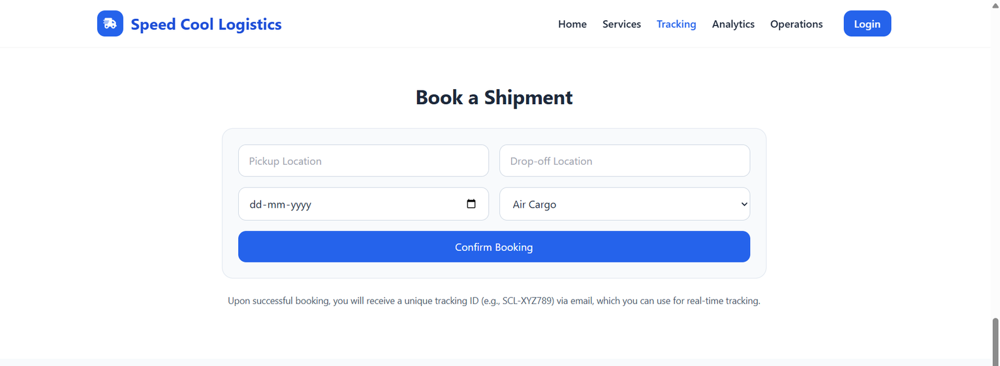 Speed Cool Logistics
Home Services Tracking Analytics Operations Login
Book a Shipment
Pickup Location Drop-off Location
dd-mm-yyyy Air Cargo
Confirm Booking
Upon successful booking, you will receive a unique tracking ID (e.g., SCL-XYZ789) via email, which you can use for real-time tracking.